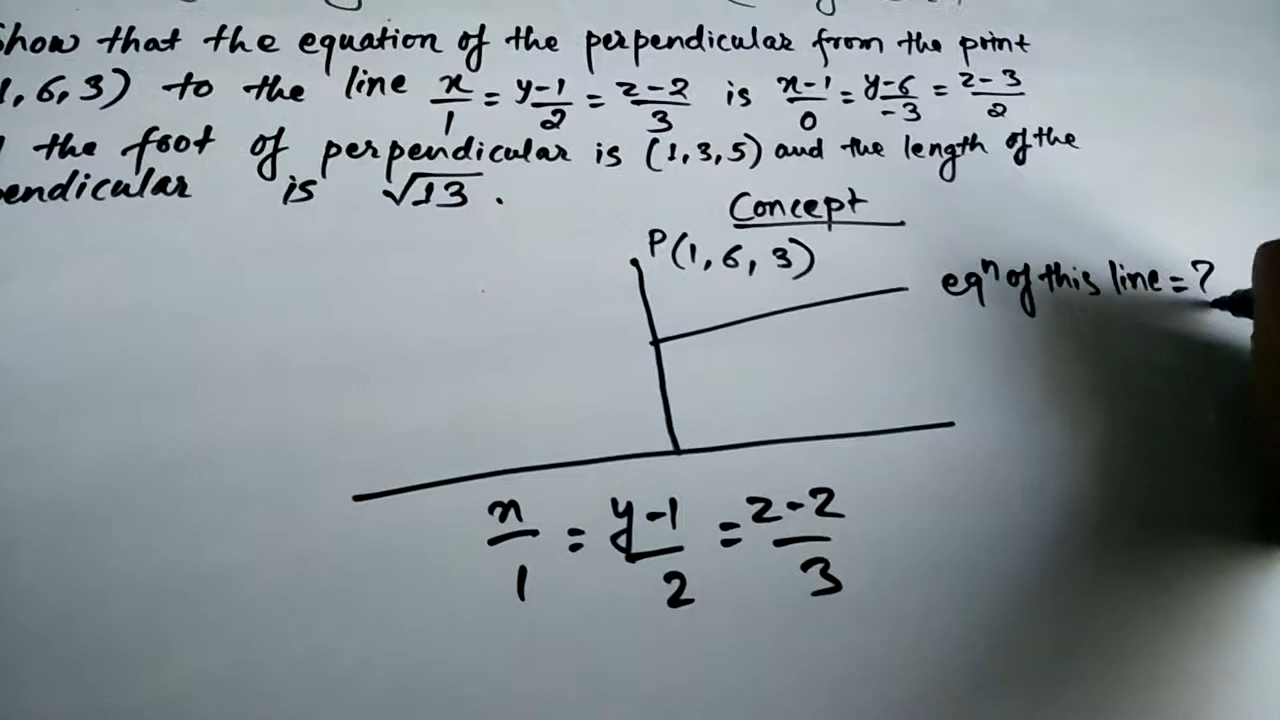 show that the equation of the perpendicular from the print
1, 6, 3) to the line x/1 = y-1/2 = z-2/3 is x-1/0 = y-6/-3 = z-3/2
the foot of perpendicular is (1, 3, 5) and the length of the
endicular is √13 .
Concept
P(1, 6, 3)
eqⁿ of this line = ?
x/1 = y-1/2 = z-2/3